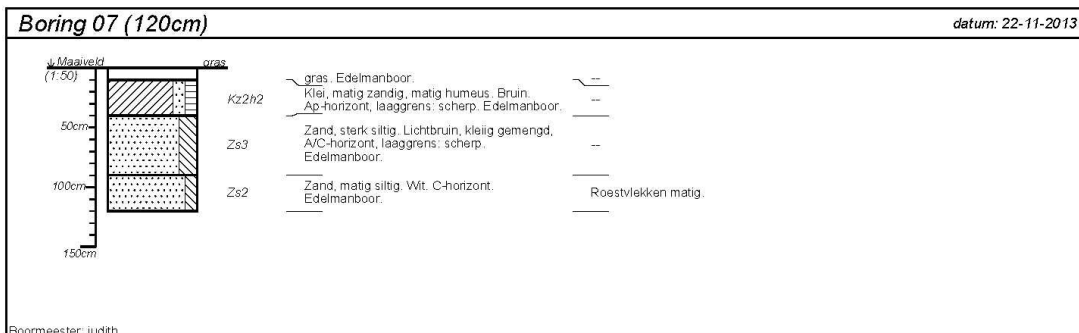 Boring 07 (120cm)
datum: 22-11-2013
↓ Maaiveld
gras
(1:50)
gras. Edelmanboor.
--
Kz2h2
Klei, matig zandig, matig humeus. Bruin.
Ap-horizont, laaggrens: scherp. Edelmanboor.
--
50cm
Zs3
Zand, sterk siltig. Lichtbruin, kleiig gemengd,
A/C-horizont, laaggrens: scherp.
Edelmanboor.
--
100cm
Zs2
Zand, matig siltig. Wit. C-horizont.
Edelmanboor.
Roestvlekken matig.
150cm
Boormeester: judith